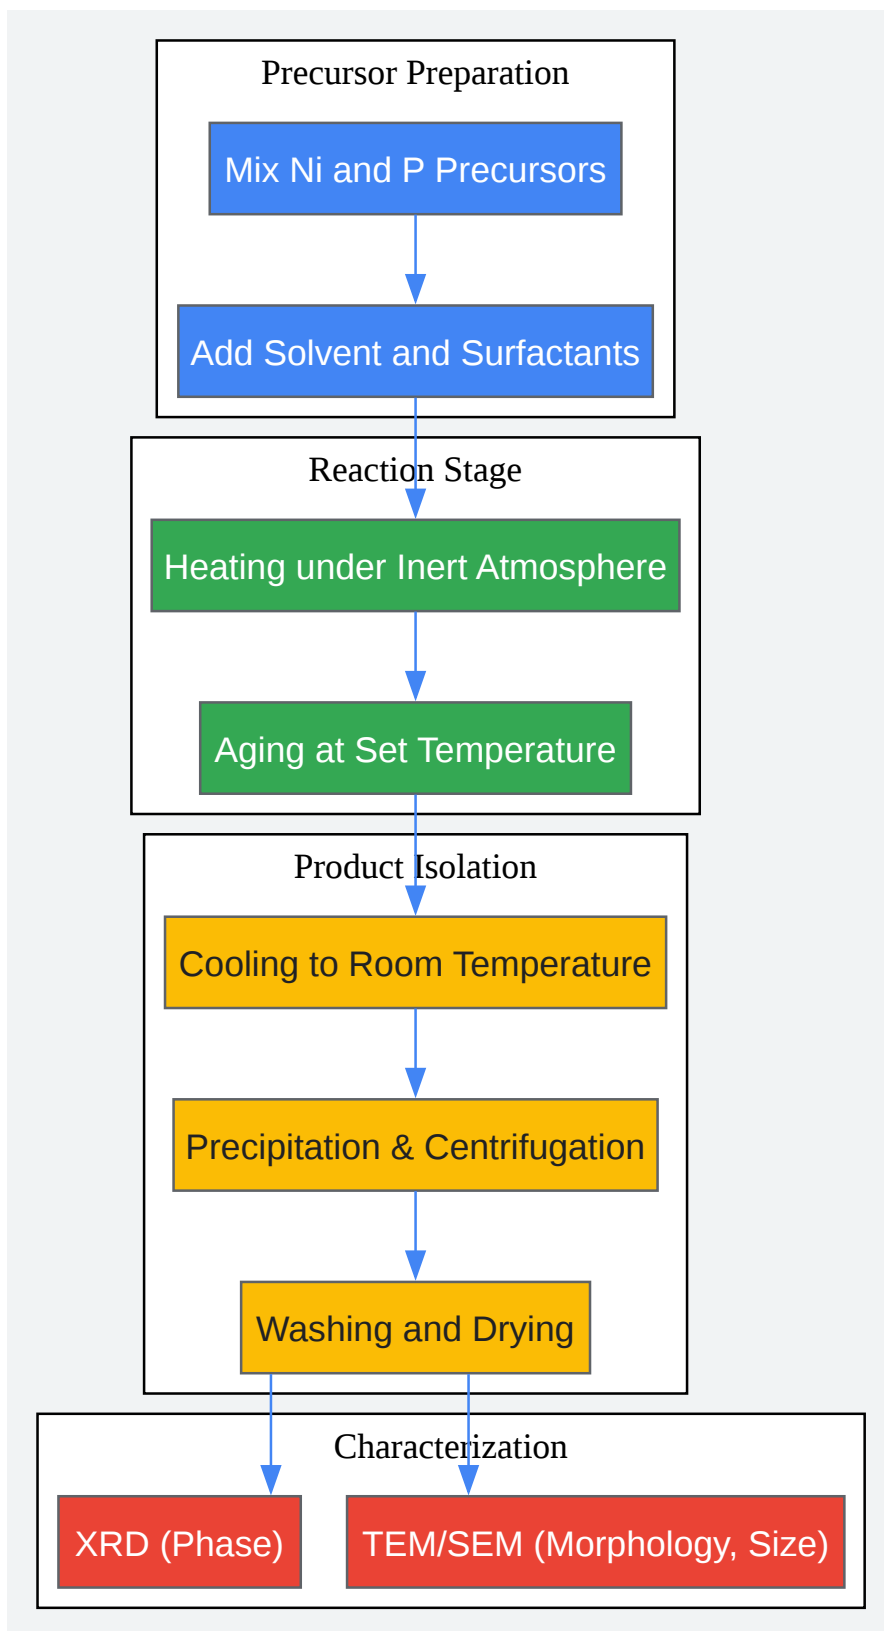 Precursor Preparation
Mix Ni and P Precursors
Add Solvent and Surfactants
Reaction Stage
Heating under Inert Atmosphere
Aging at Set Temperature
Product Isolation
Cooling to Room Temperature
Precipitation & Centrifugation
Washing and Drying
Characterization
XRD (Phase)
TEM/SEM (Morphology, Size)